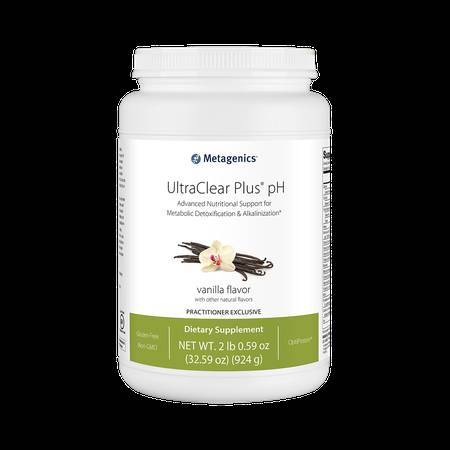 Metagenics®
UltraClear Plus® pH
Advanced Nutritional Support for
Metabolic Detoxification & Alkalinization*
vanilla flavor
with other natural flavors
PRACTITIONER EXCLUSIVE
Dietary Supplement
NET WT. 2 lb 0.59 oz
(32.59 oz) (924 g)
Gluten-Free
Non-GMO